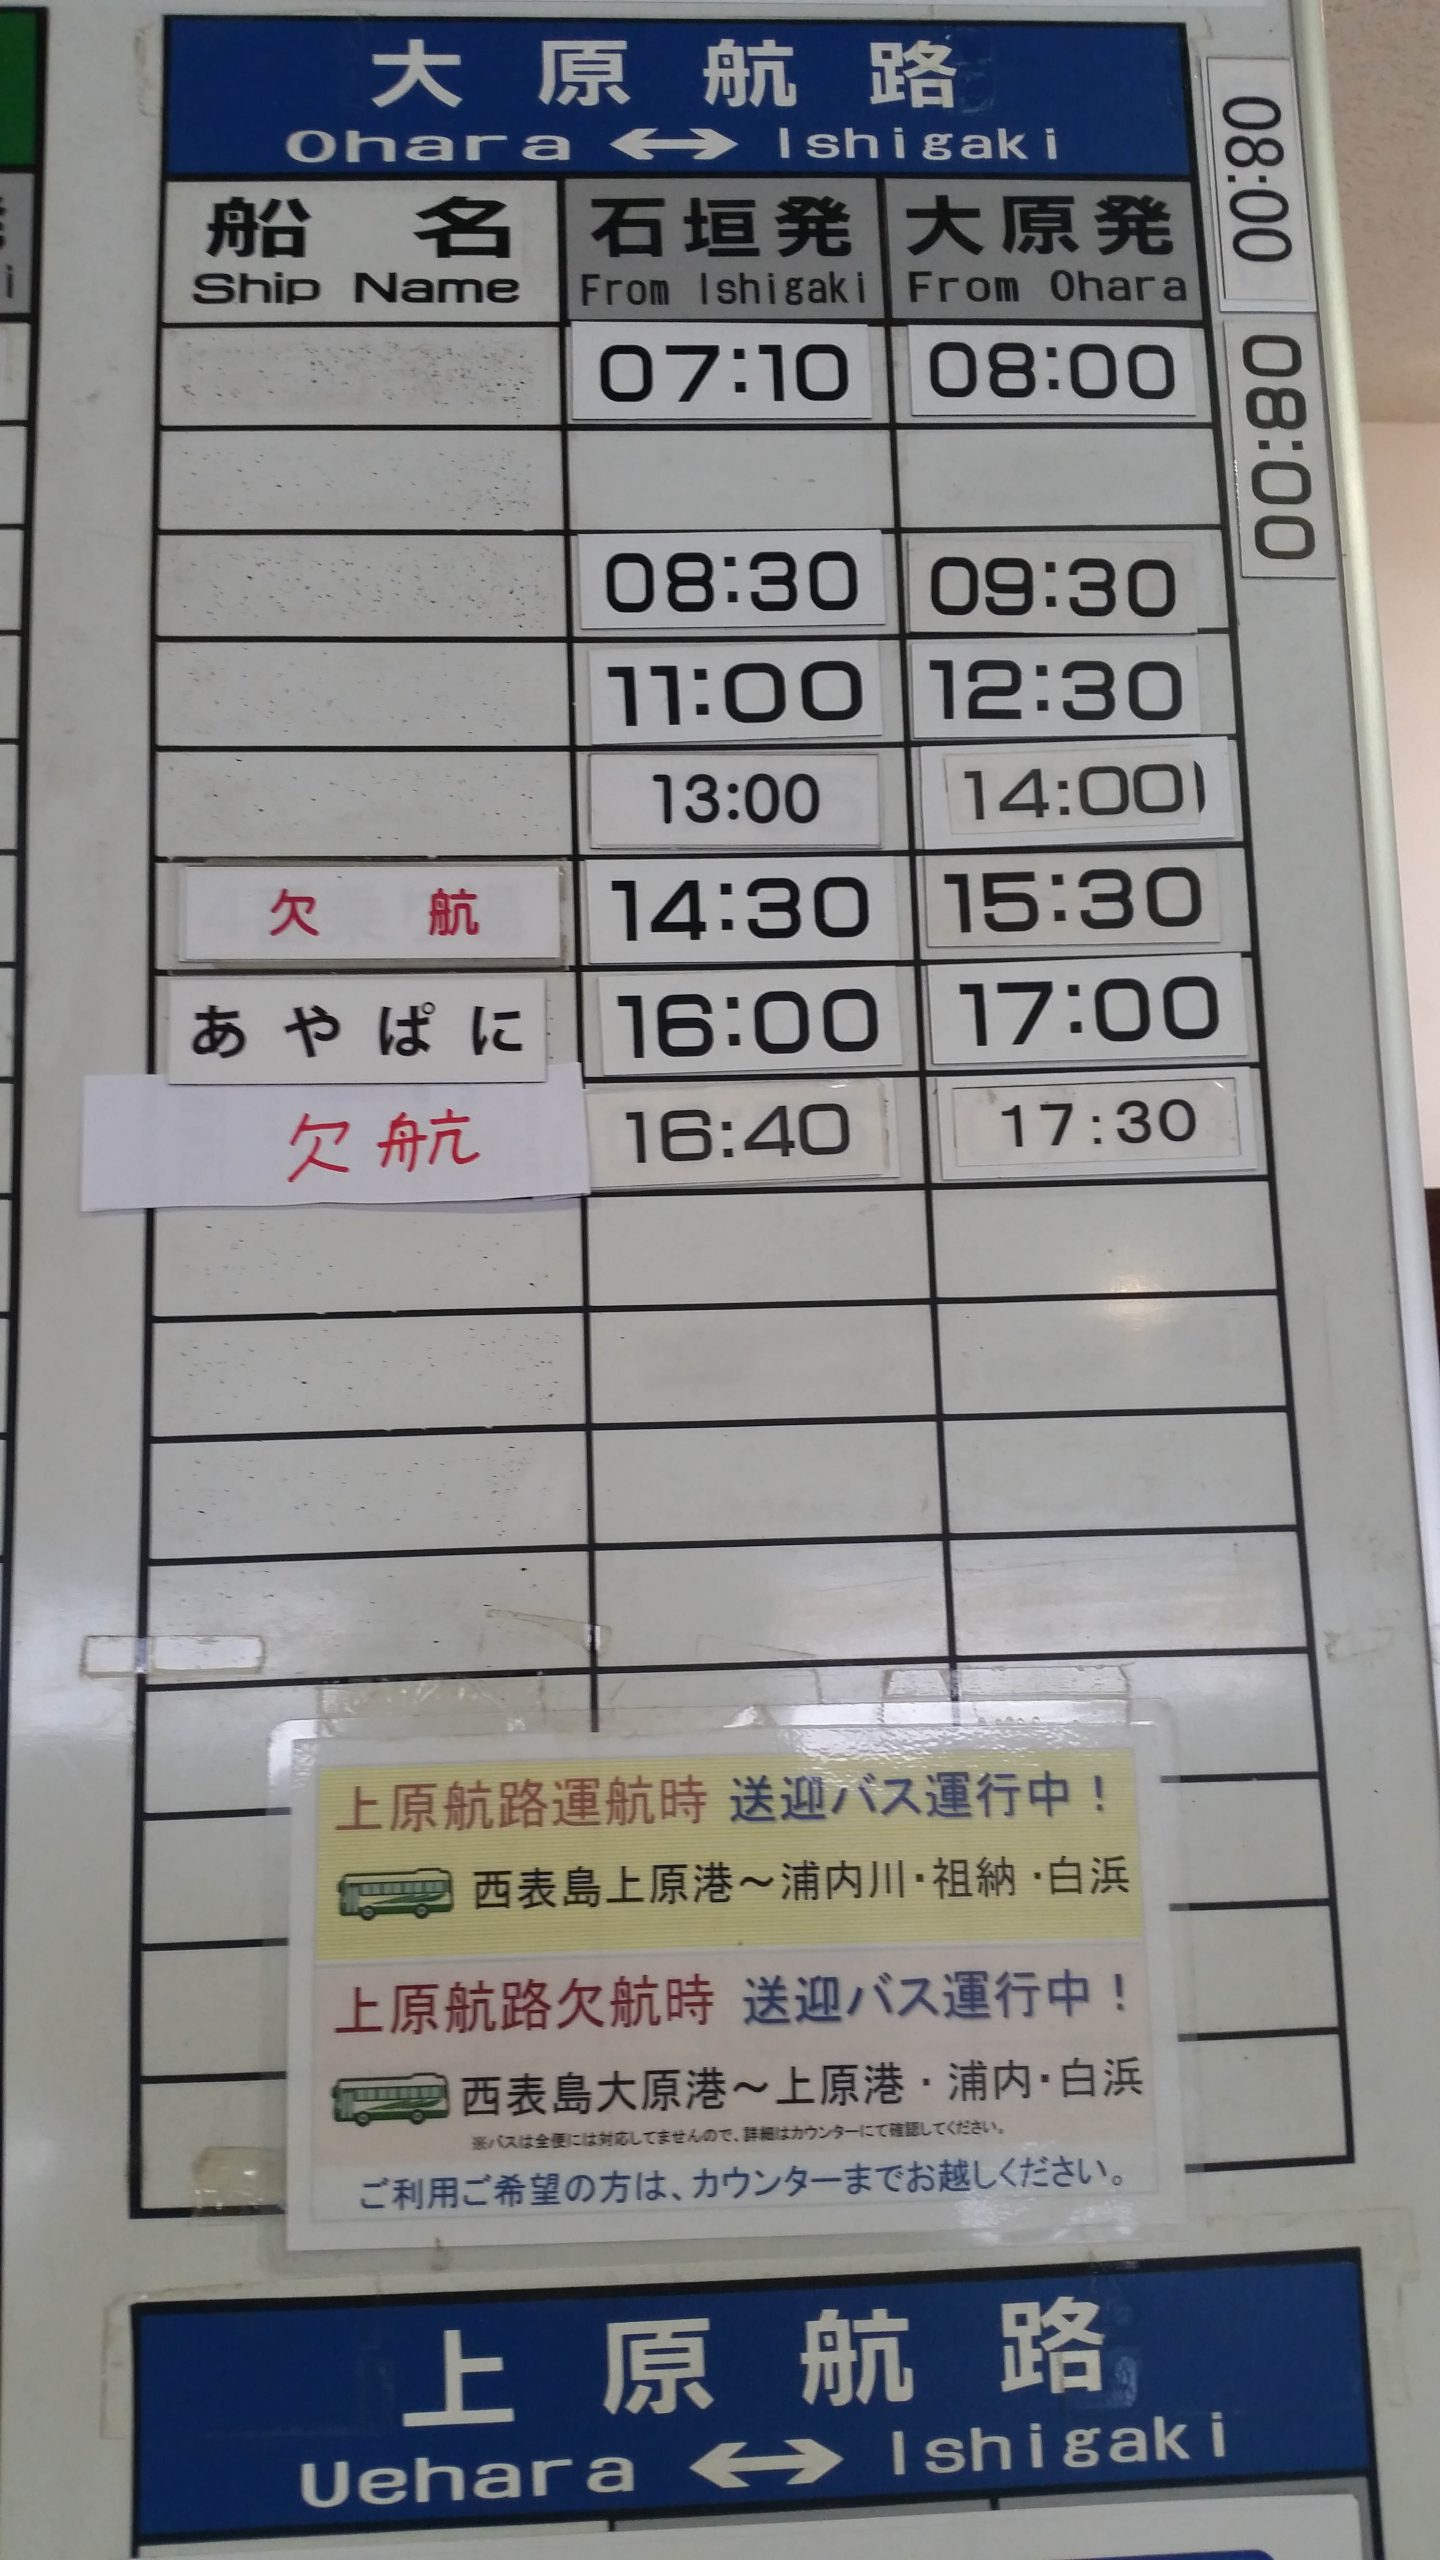 大原航路
Ohara ↔ Ishigaki
船名 石垣発 大原発
Ship Name From Ishigaki From Ohara
07:10 08:00
08:30 09:30
11:00 12:30
13:00 14:00
欠航 14:30 15:30
あやぱに 16:00 17:00
欠航 16:40 17:30
08:00
08:00
上原航路運航時 送迎バス運行中！
西表島上原港～浦内川・祖納・白浜
上原航路欠航時 送迎バス運行中！
西表島大原港～上原港・浦内・白浜
※バスは全便には対応してませんので、詳細はカウンターにて確認してください。
ご利用ご希望の方は、カウンターまでお越しください。
上原航路
Uehara ↔ Ishigaki